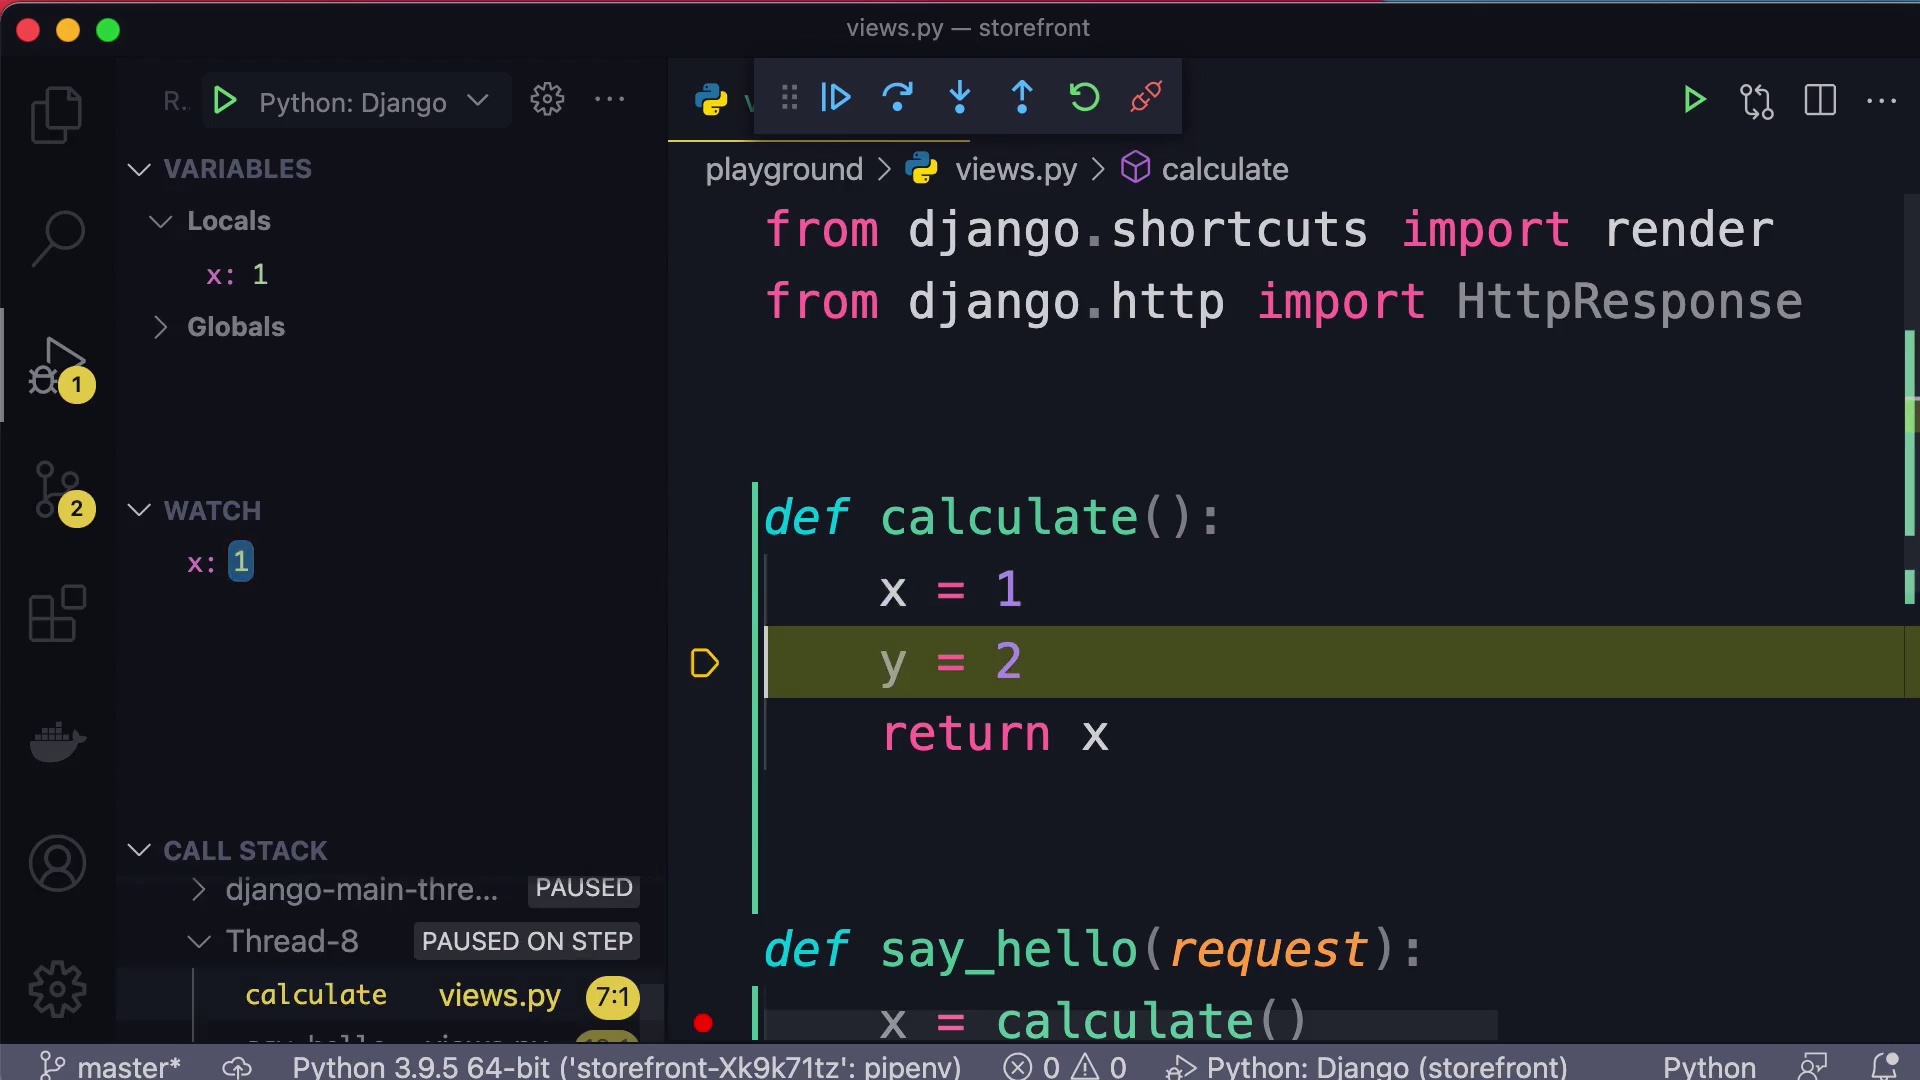 views.py — storefront
R..
Python: Django
VARIABLES
Locals
x: 1
Globals
WATCH
x: 1
CALL STACK
django-main-thre... PAUSED
Thread-8 PAUSED ON STEP
calculate views.py 7:1
playground > views.py > calculate
from django.shortcuts import render
from django.http import HttpResponse
def calculate():
x = 1
y = 2
return x
def say_hello(request):
x = calculate()
1
2
master* Python 3.9.5 64-bit ('storefront-Xk9k71tz': pipenv) 0 0 Python: Django (storefront) Python